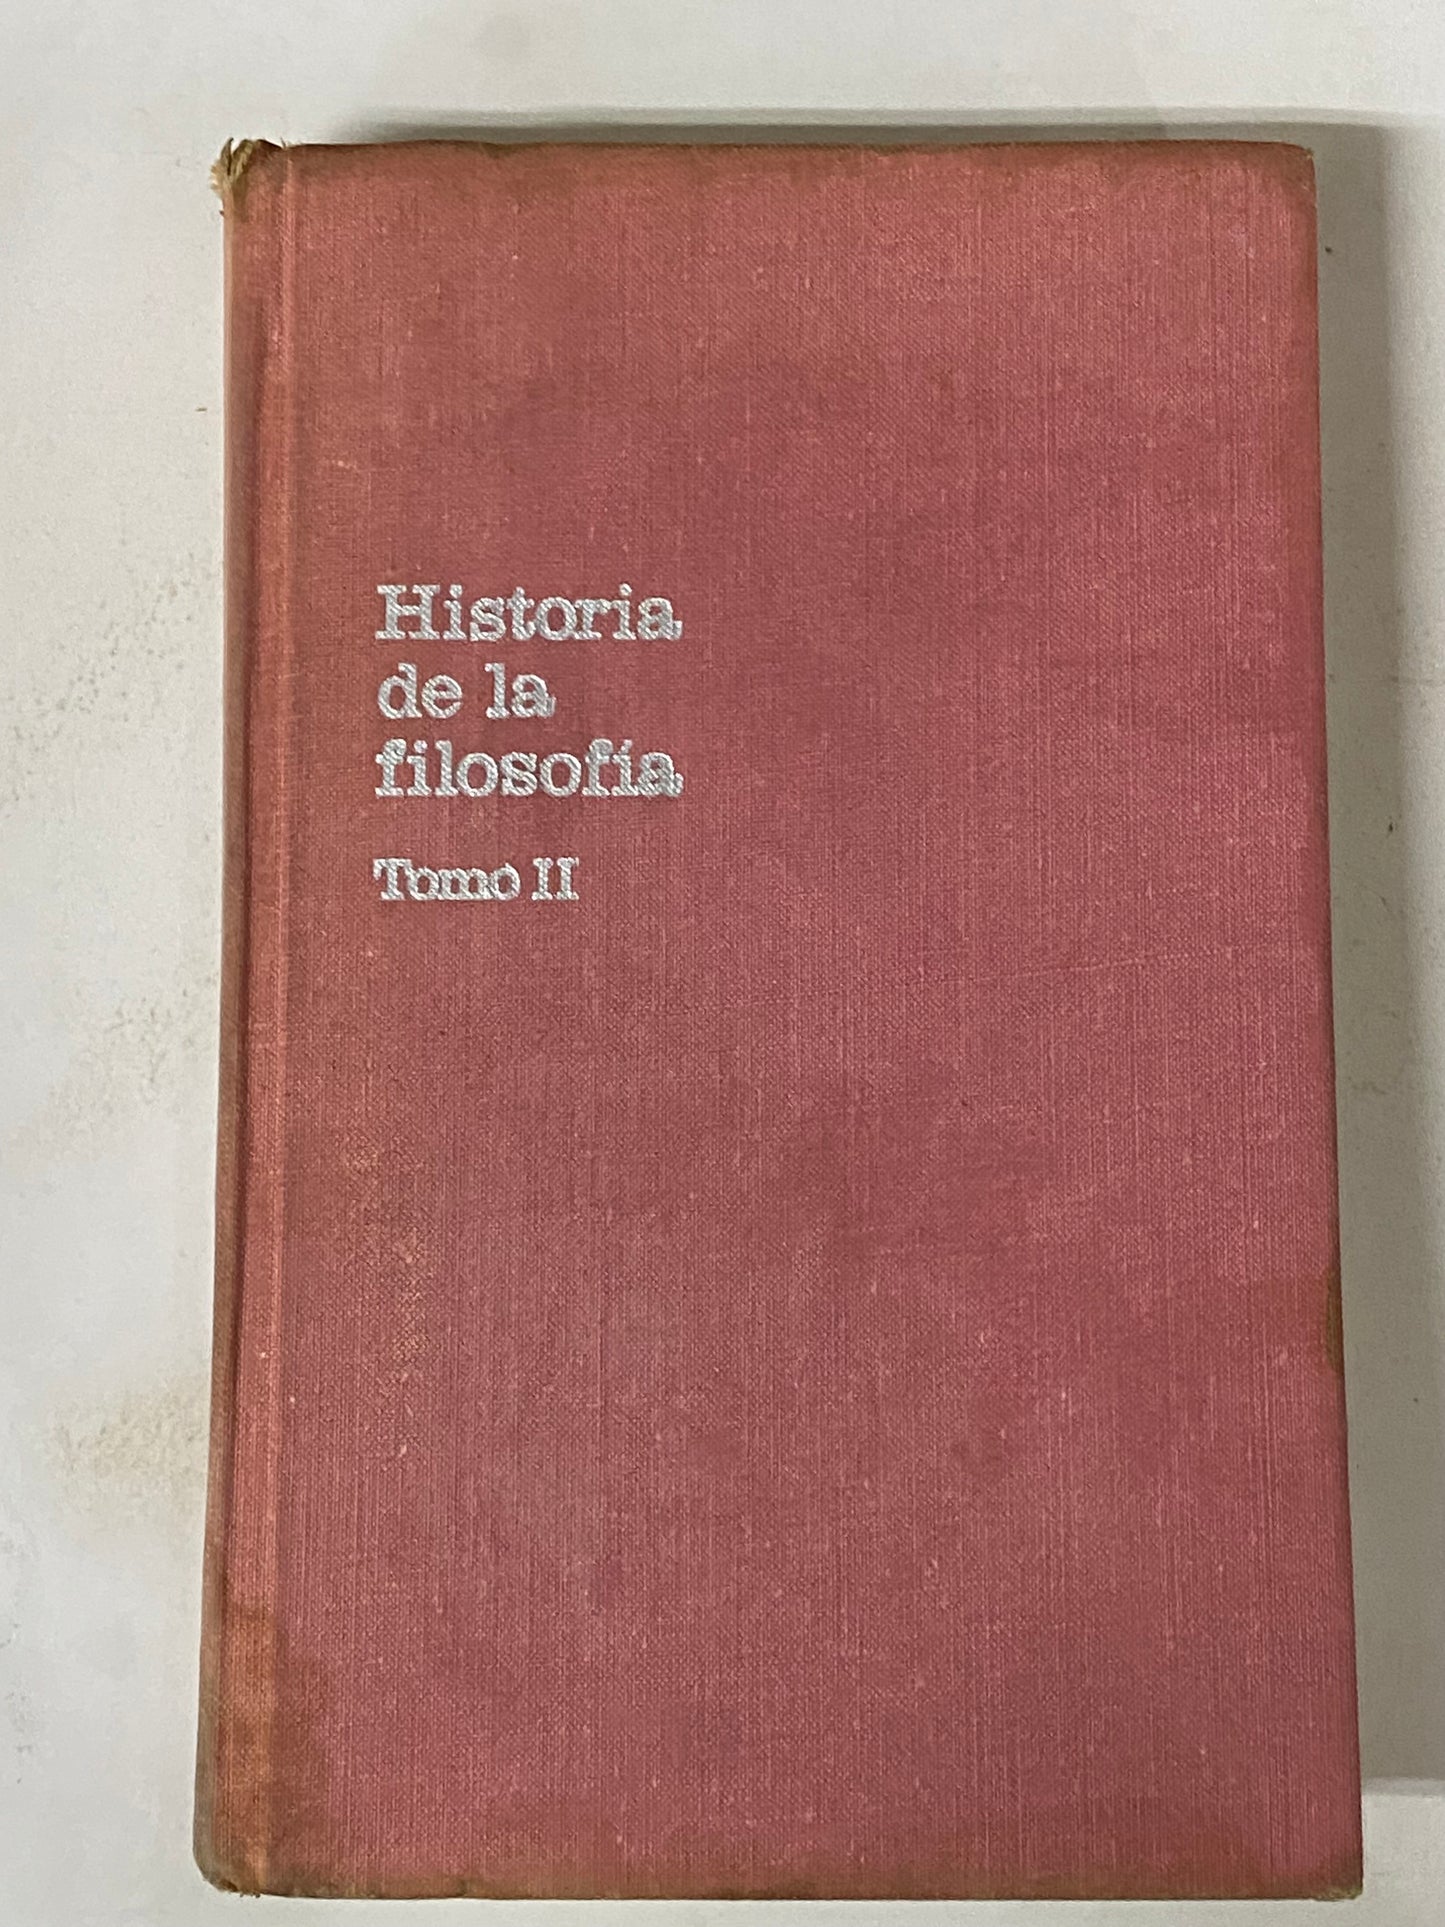 Historia
de la
filosofía
Tomo II